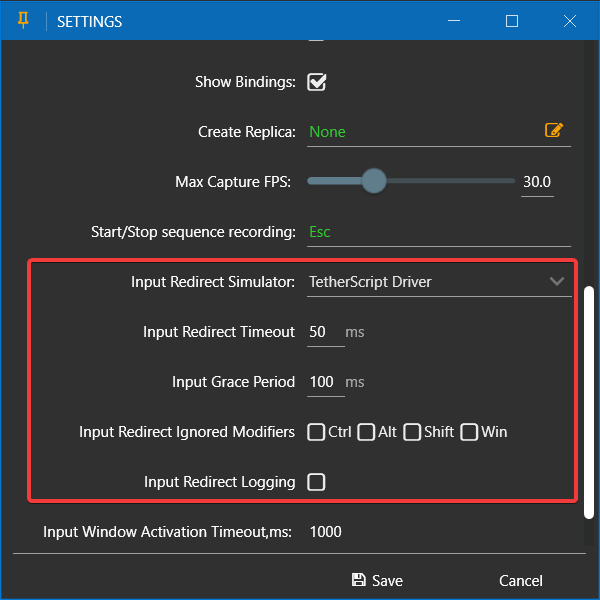 SETTINGS
Show Bindings:
Create Replica: None
Max Capture FPS: 30.0
Start/Stop sequence recording: Esc
Input Redirect Simulator: TetherScript Driver
Input Redirect Timeout 50 ms
Input Grace Period 100 ms
Input Redirect Ignored Modifiers Ctrl Alt Shift Win
Input Redirect Logging
Input Window Activation Timeout,ms: 1000
Save Cancel